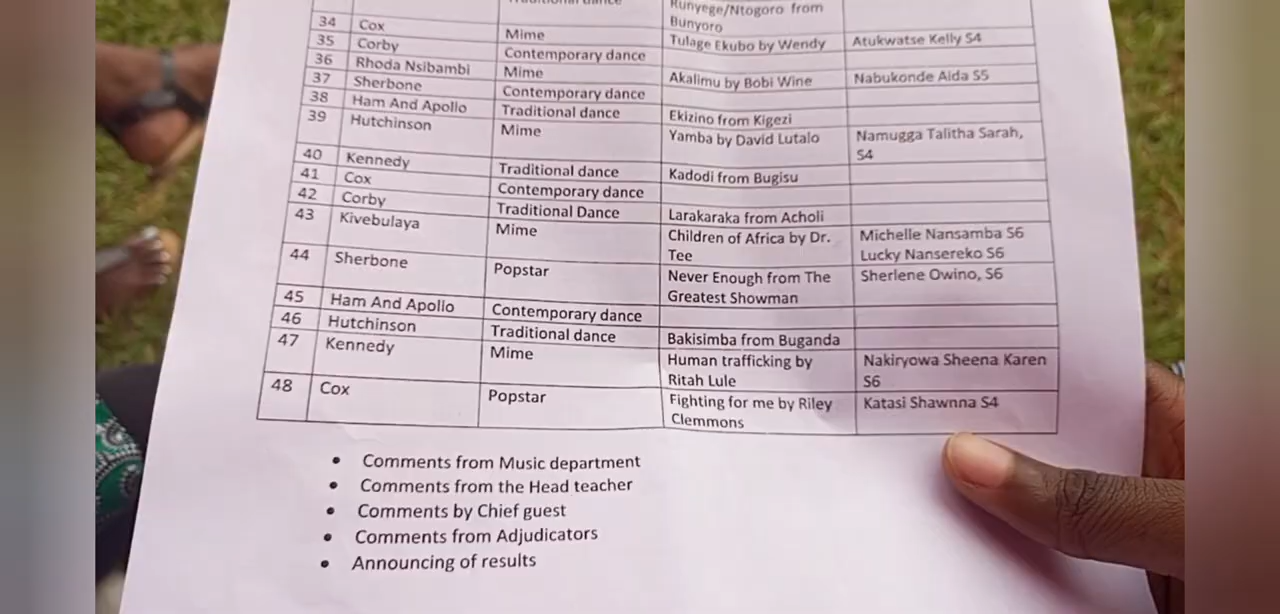 Traditional dance Runyege/Ntogoro from
Bunyoro
34 Cox Mime Tulage Ekubo by Wendy Atukwatse Kelly S4
35 Corby Contemporary dance
36 Rhoda Nsibambi Mime Akalimu by Bobi Wine Nabukonde Aida S5
37 Sherbone Contemporary dance
38 Ham And Apollo Traditional dance Ekizino from Kigezi
39 Hutchinson Mime Yamba by David Lutalo Namugga Talitha Sarah,
S4
40 Kennedy Traditional dance Kadodi from Bugisu
41 Cox Contemporary dance
42 Corby Traditional Dance Larakaraka from Acholi
43 Kivebulaya Mime Children of Africa by Dr. Michelle Nansamba S6
Tee Lucky Nansereko S6
44 Sherbone Popstar Never Enough from The Sherlene Owino, S6
Greatest Showman
45 Ham And Apollo Contemporary dance
46 Hutchinson Traditional dance Bakisimba from Buganda
47 Kennedy Mime Human trafficking by Nakiryowa Sheena Karen
Ritah Lule S6
48 Cox Popstar Fighting for me by Riley Katasi Shawnna S4
Clemmons
• Comments from Music department
• Comments from the Head teacher
• Comments by Chief guest
• Comments from Adjudicators
• Announcing of results